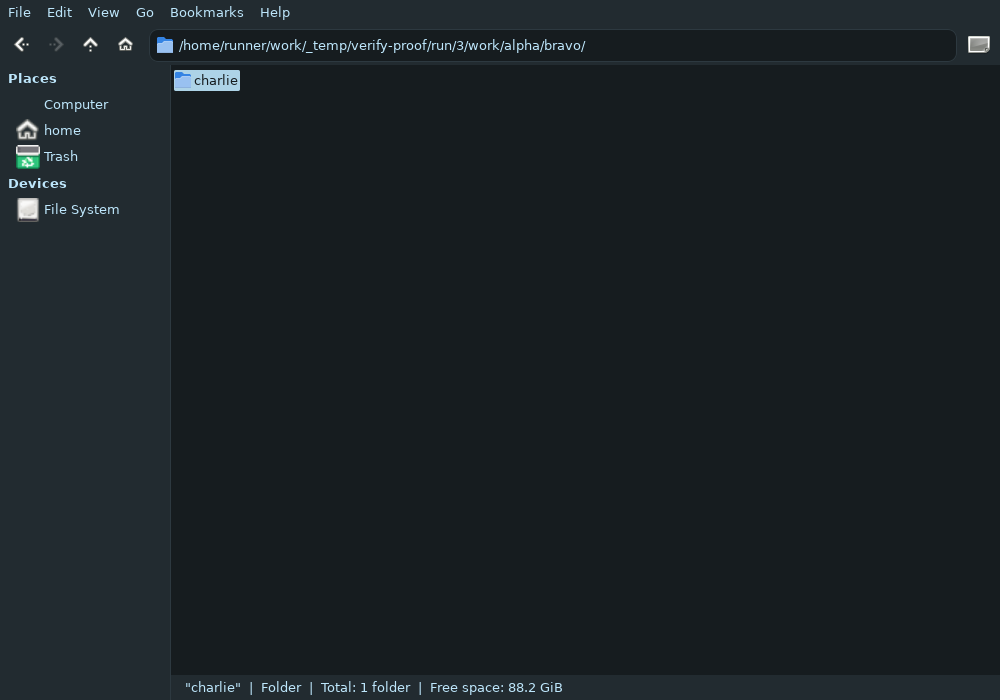 File Edit View Go Bookmarks Help
/home/runner/work/_temp/verify-proof/run/3/work/alpha/bravo/
Places
Computer
home
Trash
Devices
File System
charlie
"charlie" | Folder | Total: 1 folder | Free space: 88.2 GiB